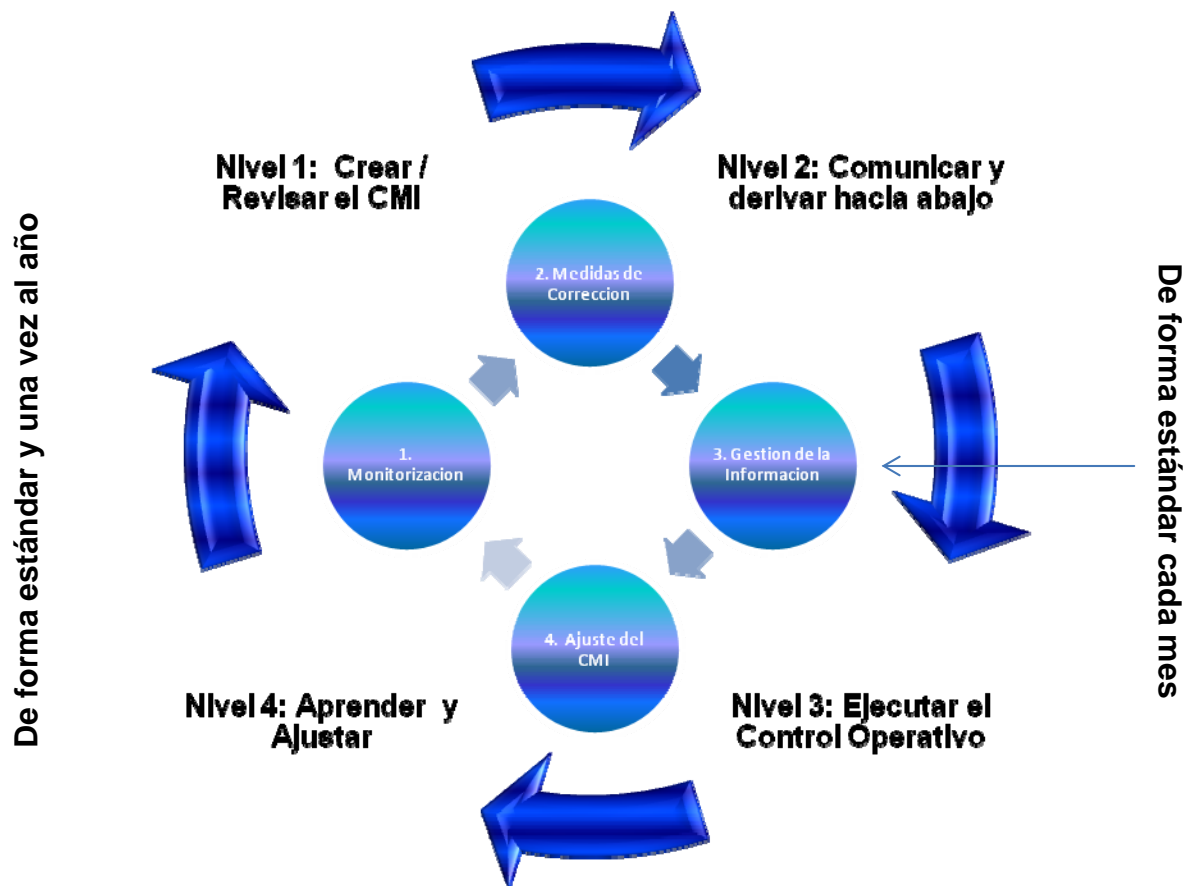 De forma estándar y una vez al año
Nivel 1: Crear /
Revisar el CMI
Nivel 2: Comunicar y
derivar hacia abajo
2. Medidas de
Correccion
1.
Monitorizacion
3. Gestion de la
Informacion
4. Ajuste del
CMI
Nivel 4: Aprender y
Ajustar
Nivel 3: Ejecutar el
Control Operativo
De forma estándar cada mes